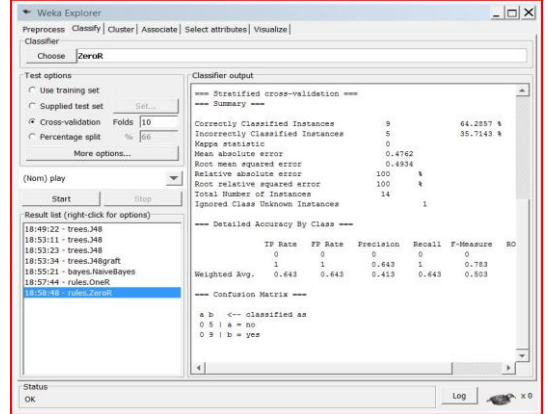 Weka Explorer
Preprocess Classify Cluster Associate Select attributes Visualize
Classifier
Choose ZeroR
Test options
Use training set
Supplied test set Set...
Cross-validation Folds 10
Percentage split % 66
More options...
(Nom) play
Start Stop
Result list (right-click for options)
18:49:22 - trees.J48
18:53:11 - trees.J48
18:53:23 - trees.J48
18:53:34 - trees.J48graft
18:55:21 - bayes.NaiveBayes
18:57:44 - rules.OneR
18:58:48 - rules.ZeroR
Classifier output
=== Stratified cross-validation ===
=== Summary ===
Correctly Classified Instances 9 64.2857 %
Incorrectly Classified Instances 5 35.7143 %
Kappa statistic 0
Mean absolute error 0.4762
Root mean squared error 0.4934
Relative absolute error 100 %
Root relative squared error 100 %
Total Number of Instances 14
Ignored Class Unknown Instances 1
=== Detailed Accuracy By Class ===
TP Rate FP Rate Precision Recall F-Measure RO
0 0 0 0 0
1 1 0.643 1 0.783
Weighted Avg. 0.643 0.643 0.413 0.643 0.503
=== Confusion Matrix ===
a b <-- classified as
0 5 | a = no
0 9 | b = yes
Status
OK
Log
x 0